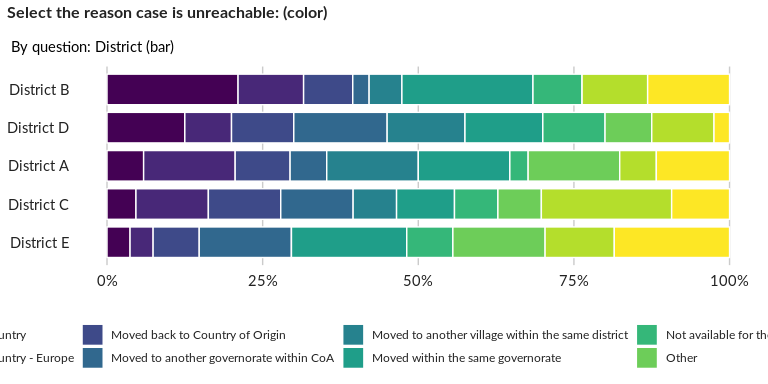 Select the reason case is unreachable: (color)
By question: District (bar)
District B
District D
District A
District C
District E
0% 25% 50% 75% 100%
untry Moved back to Country of Origin Moved to another village within the same district Not available for the
untry - Europe Moved to another governorate within CoA Moved within the same governorate Other